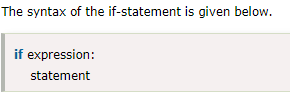 The syntax of the if-statement is given below.
if expression:
statement